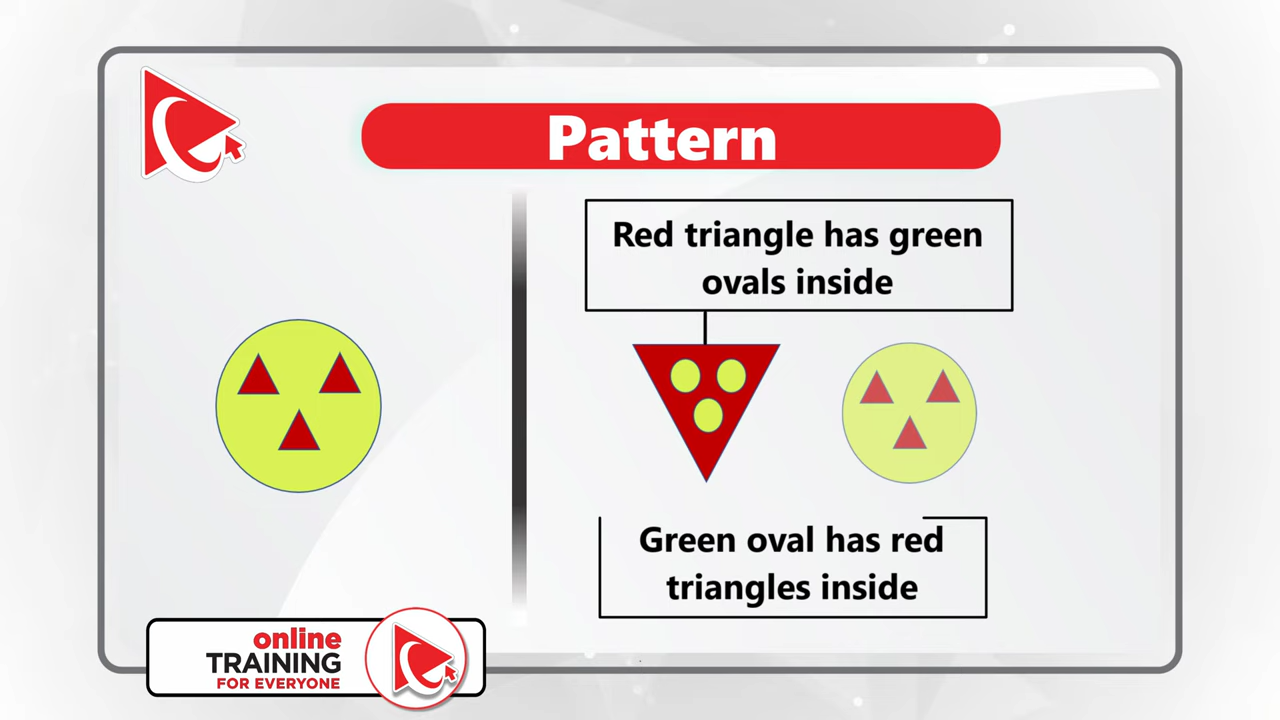 Pattern
Red triangle has green
ovals inside
Green oval has red
triangles inside
online
TRAINING
FOR EVERYONE